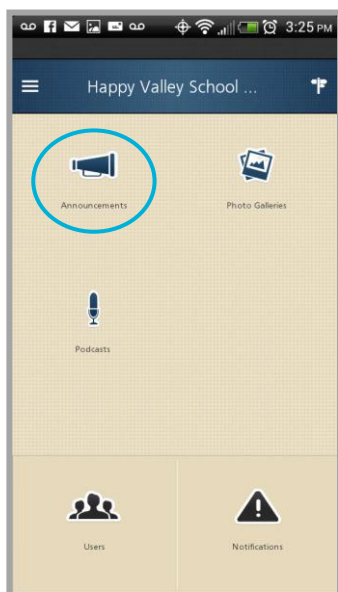 3:25 PM
Happy Valley School ...
Announcements
Photo Galleries
Podcasts
Users
Notifications